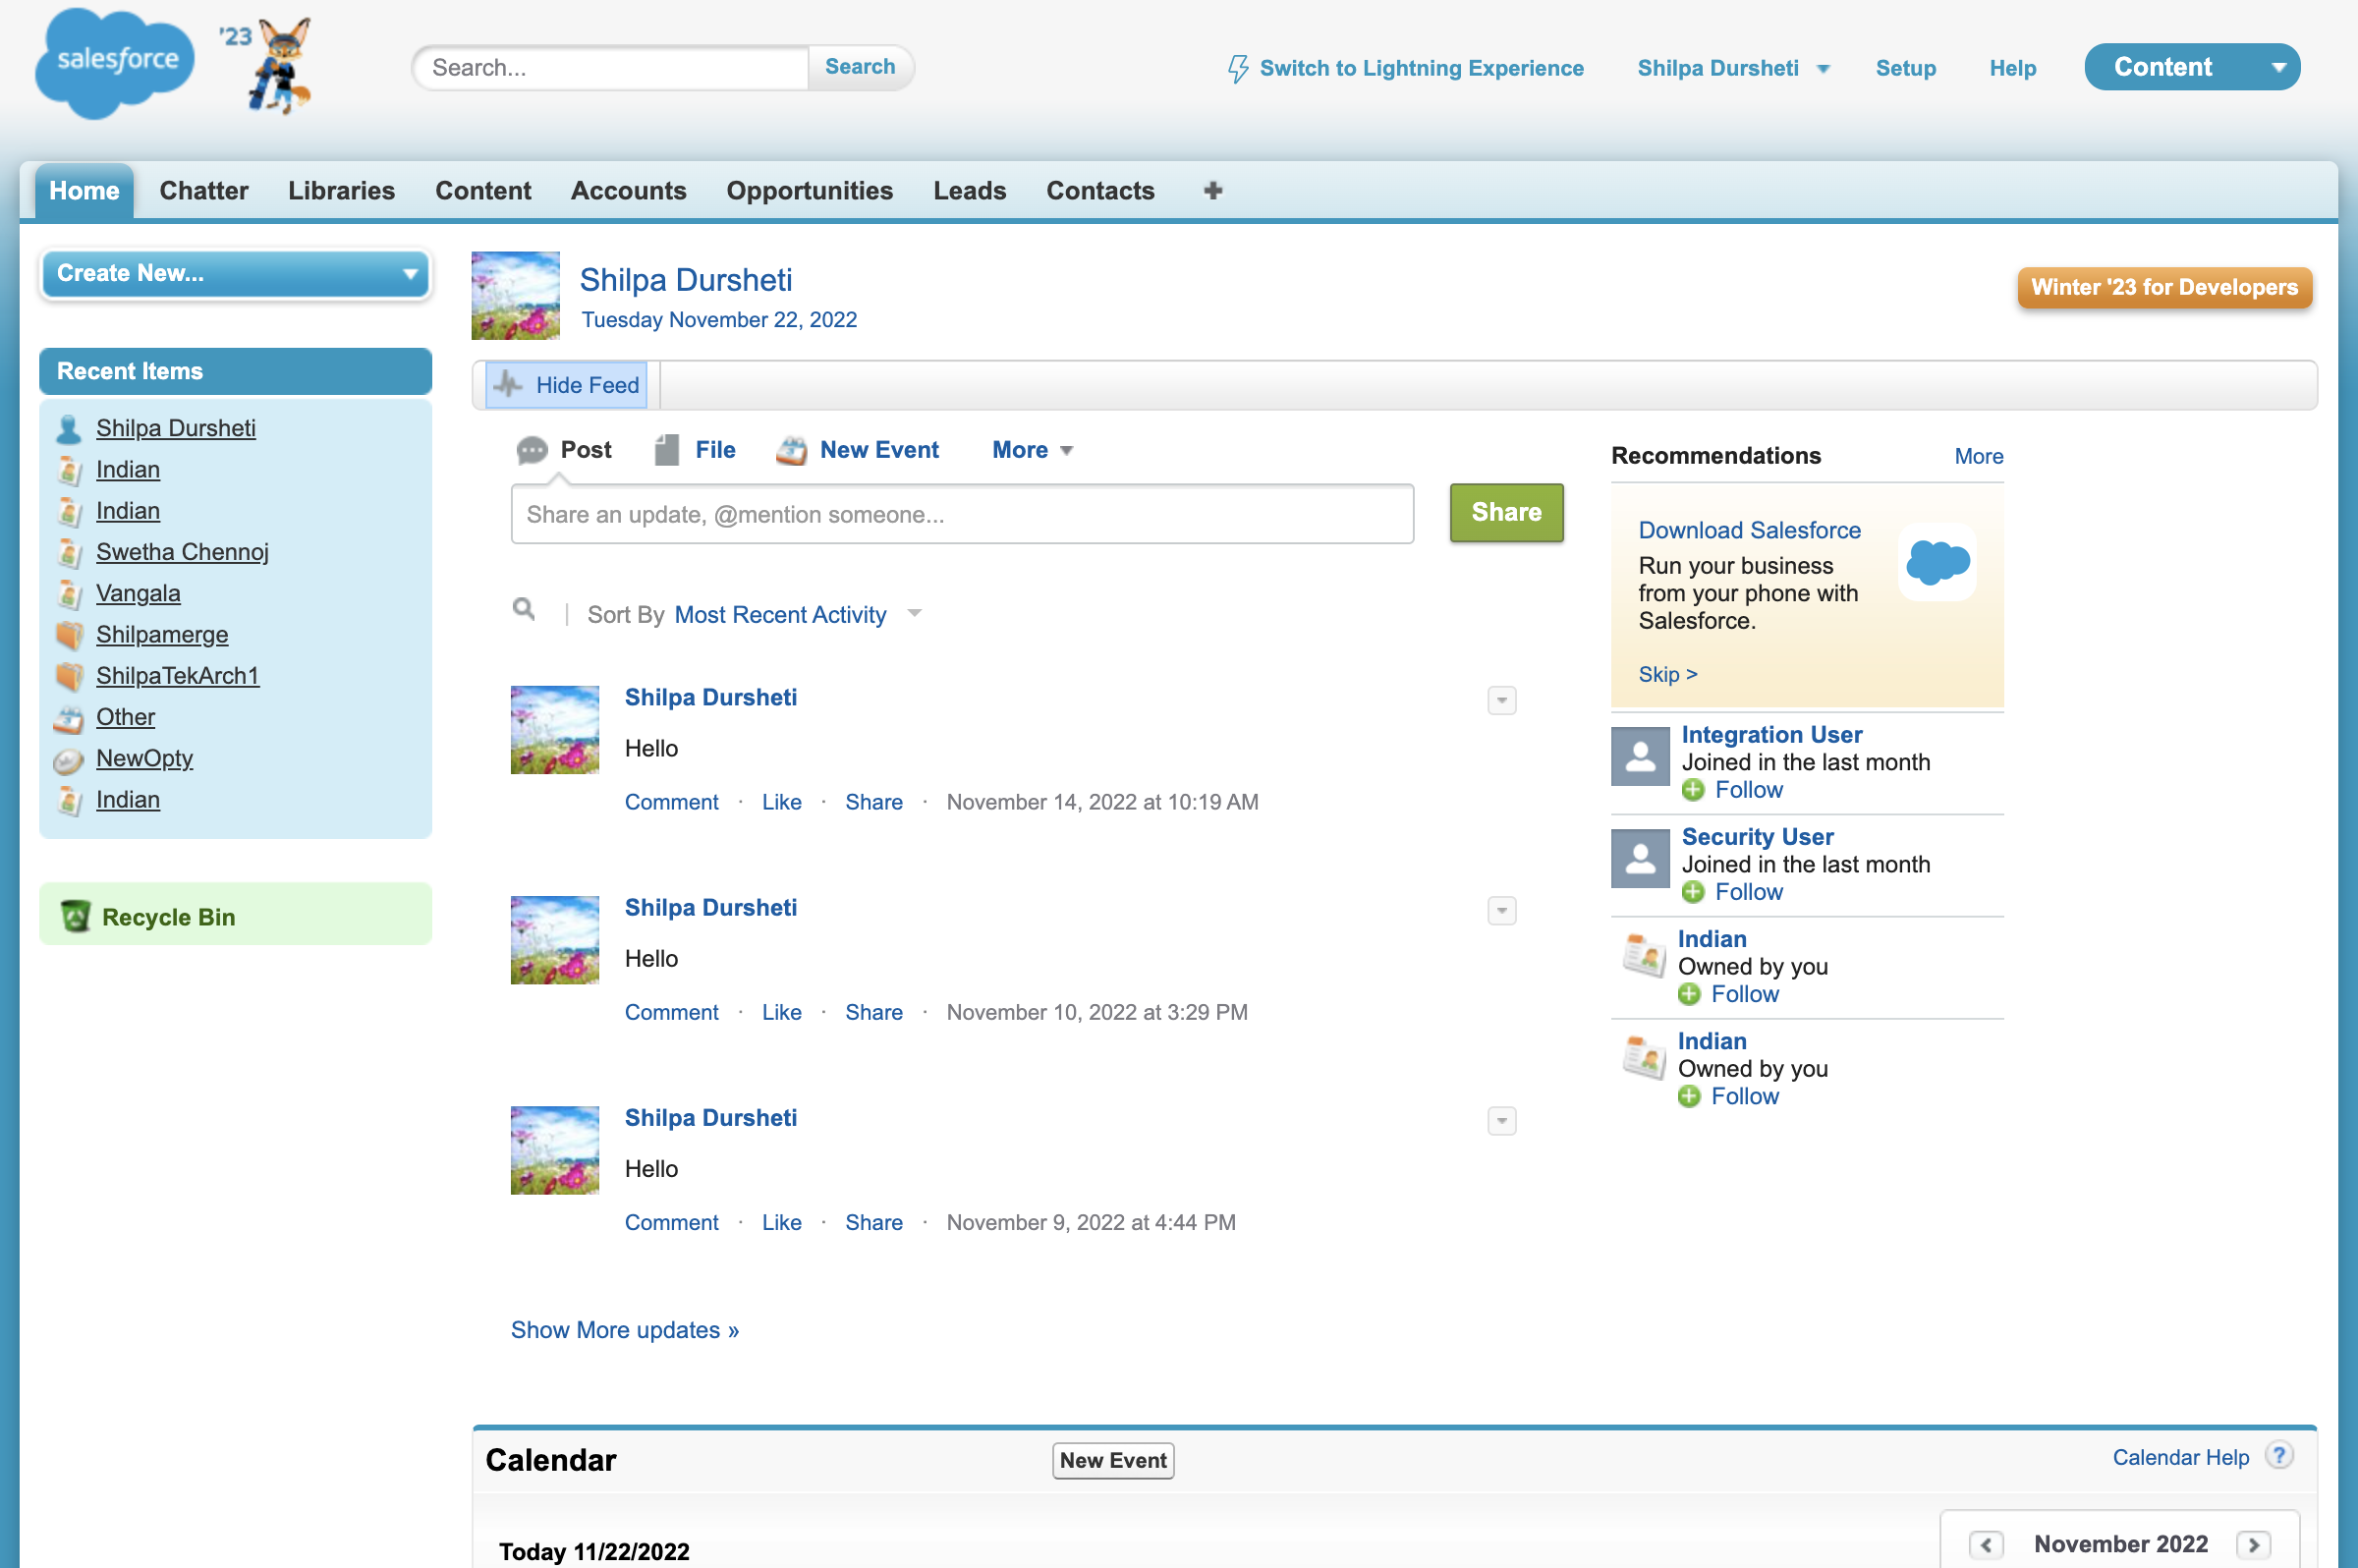 salesforce
'23
Search...
Search
Switch to Lightning Experience
Shilpa Dursheti
Setup
Help
Content
Home
Chatter
Libraries
Content
Accounts
Opportunities
Leads
Contacts
Create New...
Recent Items
Shilpa Dursheti
Indian
Indian
Swetha Chennoj
Vangala
Shilpamerge
ShilpaTekArch1
Other
NewOpty
Indian
Recycle Bin
Shilpa Dursheti
Tuesday November 22, 2022
Winter '23 for Developers
Hide Feed
Post
File
New Event
More
Share an update, @mention someone...
Share
Sort By Most Recent Activity
Shilpa Dursheti
Hello
Comment · Like · Share · November 14, 2022 at 10:19 AM
Shilpa Dursheti
Hello
Comment · Like · Share · November 10, 2022 at 3:29 PM
Shilpa Dursheti
Hello
Comment · Like · Share · November 9, 2022 at 4:44 PM
Show More updates »
Recommendations
More
Download Salesforce
Run your business
from your phone with
Salesforce.
Skip >
Integration User
Joined in the last month
Follow
Security User
Joined in the last month
Follow
Indian
Owned by you
Follow
Indian
Owned by you
Follow
Calendar
New Event
Calendar Help ?
Today 11/22/2022
November 2022